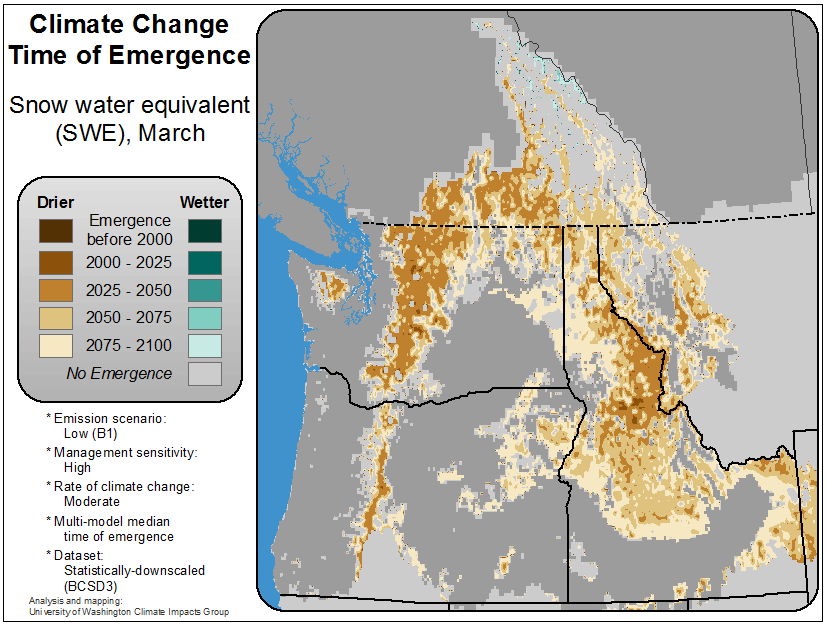 Climate Change
Time of Emergence
Snow water equivalent
(SWE), March
Drier
Wetter
Emergence
before 2000
2000 - 2025
2025 - 2050
2050 - 2075
2075 - 2100
No Emergence
* Emission scenario:
Low (B1)
* Management sensitivity:
High
* Rate of climate change:
Moderate
* Multi-model median
time of emergence
* Dataset:
Statistically-downscaled
(BCSD3)
Analysis and mapping:
University of Washington Climate Impacts Group